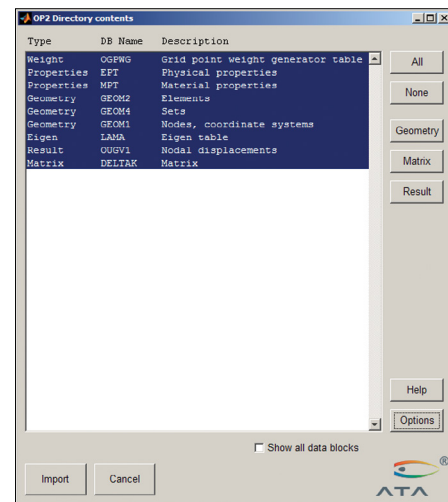 OP2 Directory contents
Type DB Name Description
Weight OGPWG Grid point weight generator table
Properties EPT Physical properties
Properties MPT Material properties
Geometry GEOM2 Elements
Geometry GEOM4 Sets
Geometry GEOM1 Nodes, coordinate systems
Eigen LAMA Eigen table
Result OUGV1 Nodal displacements
Matrix DELTAK Matrix
All
None
Geometry
Matrix
Result
Help
Options
Show all data blocks
Import Cancel
ATA ®